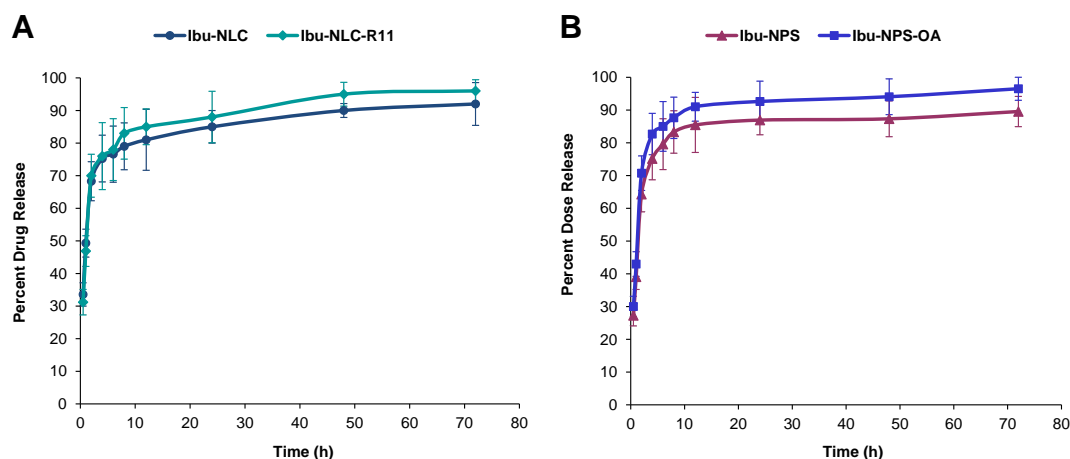 A
Ibu-NLC Ibu-NLC-R11
Percent Drug Release
100
90
80
70
60
50
40
30
20
10
0
0 10 20 30 40 50 60 70 80
Time (h)
B
Ibu-NPS Ibu-NPS-OA
Percent Dose Release
100
90
80
70
60
50
40
30
20
10
0
0 10 20 30 40 50 60 70 80
Time (h)